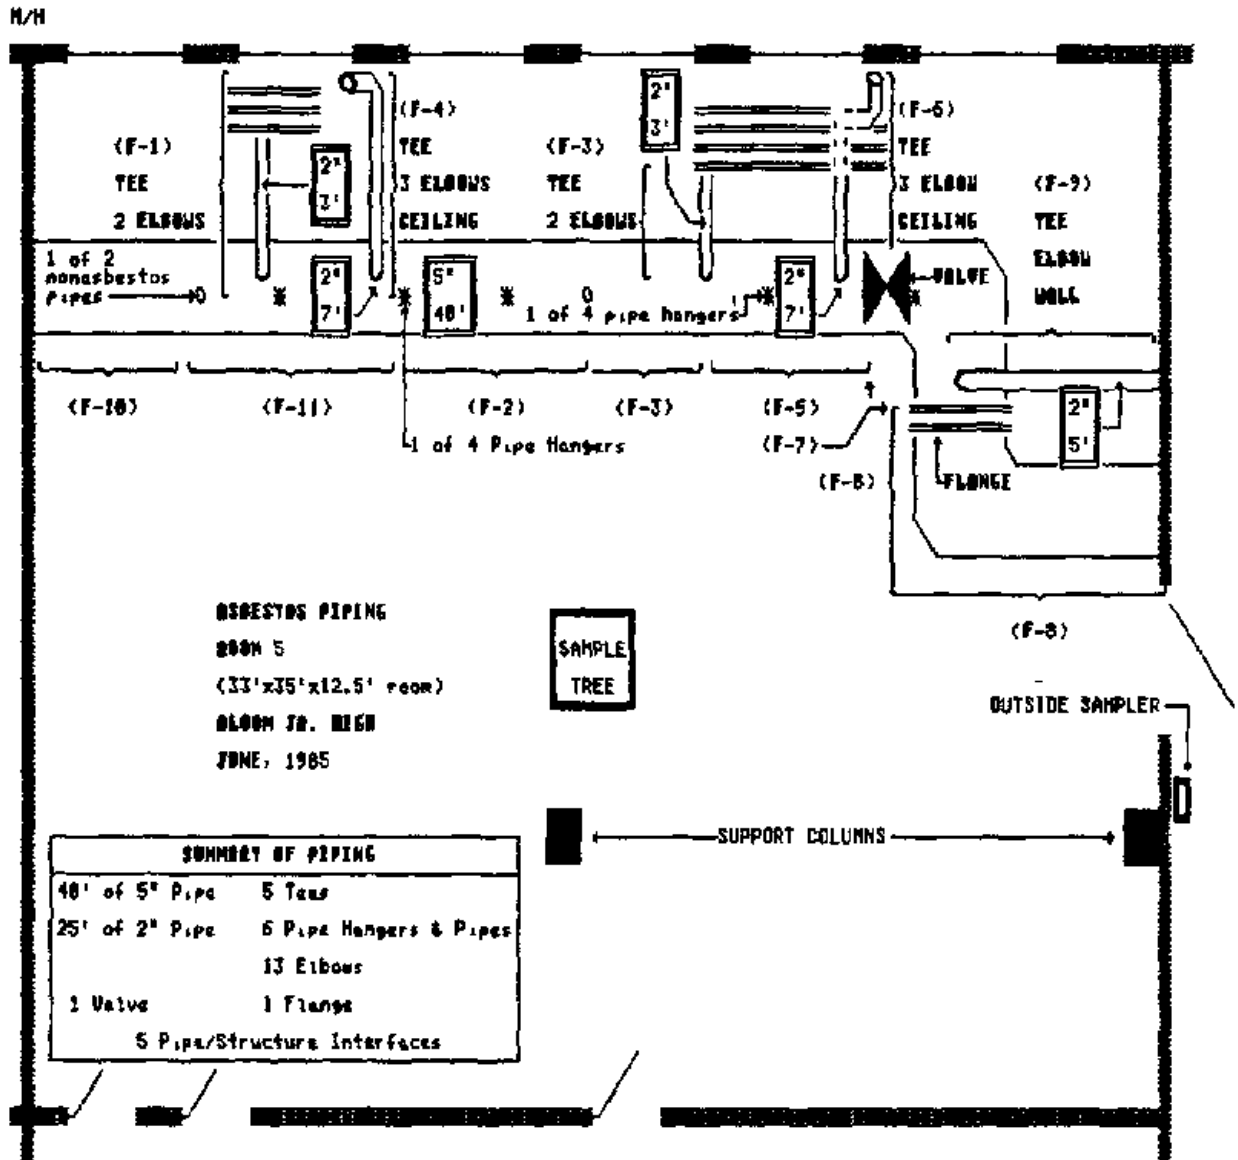 N/H
(F-1)
TEE
2 ELBOWS
2"
3'
(F-4)
TEE
3 ELBOWS
CEILING
(F-3)
TEE
2 ELBOWS
2"
3'
(F-6)
TEE
3 ELBOW
CEILING
(F-9)
TEE
ELBOW
WALL
1 of 2
nonasbestos
pipes
2"
7'
5"
40'
1 of 4 pipe hangers
2"
7'
VALVE
(F-10)
(F-11)
(F-2)
(F-3)
(F-5)
1 of 4 Pipe Hangers
(F-7)
(F-8)
FLANGE
2"
5'
(F-8)
ASBESTOS PIPING
ROOM 5
(33'x35'x12.5' room)
BLOOM JR. HIGH
JUNE, 1985
SAMPLE
TREE
OUTSIDE SAMPLER
SUPPORT COLUMNS
SUMMARY OF PIPING
40' of 5" Pipe 5 Tees
25' of 2" Pipe 6 Pipe Hangers & Pipes
13 Elbows
1 Valve 1 Flange
5 Pipe/Structure Interfaces